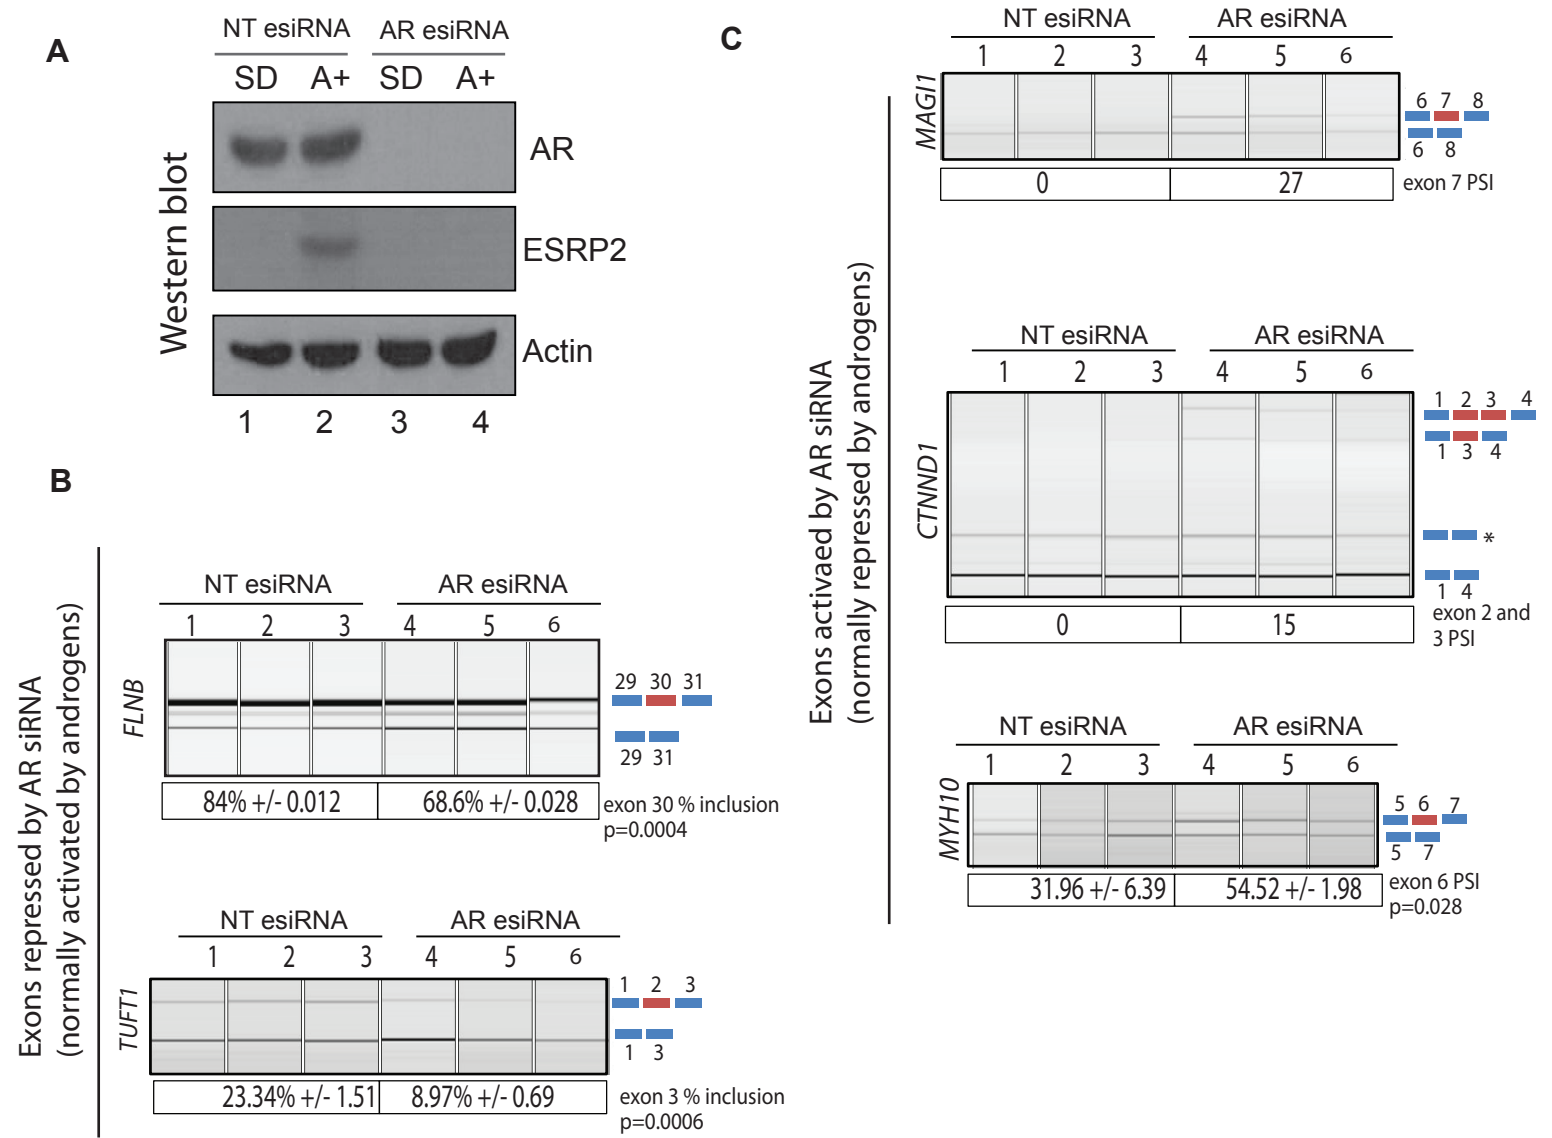 A
NT esiRNA AR esiRNA
SD A+ SD A+
Western blot
AR
ESRP2
Actin
1 2 3 4
B
Exons repressed by AR siRNA
(normally activated by androgens)
NT esiRNA AR esiRNA
1 2 3 4 5 6
FLNB
29 30 31
29 31
84% +/- 0.012 68.6% +/- 0.028
exon 30 % inclusion
p=0.0004
NT esiRNA AR esiRNA
1 2 3 4 5 6
TUFT1
1 2 3
1 3
23.34% +/- 1.51 8.97% +/- 0.69
exon 3 % inclusion
p=0.0006
C
Exons activaed by AR siRNA
(normally repressed by androgens)
NT esiRNA AR esiRNA
1 2 3 4 5 6
MAGI1
6 7 8
6 8
0 27
exon 7 PSI
NT esiRNA AR esiRNA
1 2 3 4 5 6
CTNND1
1 2 3 4
1 3 4
*
1 4
0 15
exon 2 and
3 PSI
NT esiRNA AR esiRNA
1 2 3 4 5 6
MYH10
5 6 7
5 7
31.96 +/- 6.39 54.52 +/- 1.98
exon 6 PSI
p=0.028